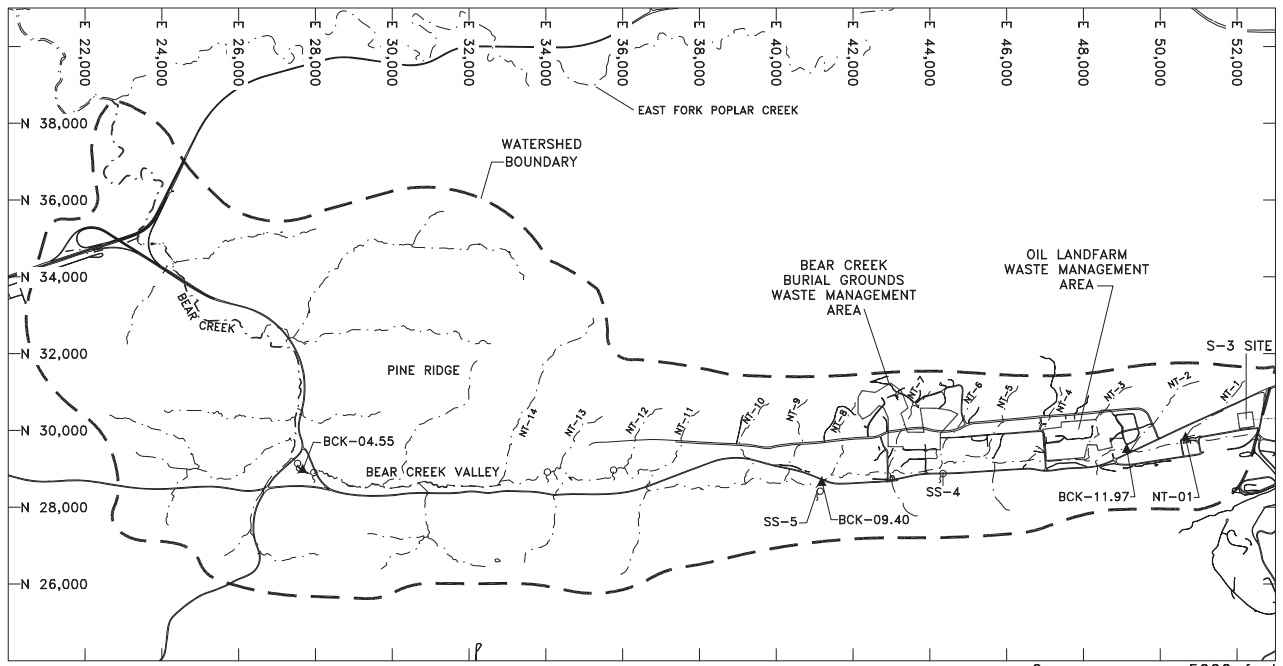 E 22,000
E 24,000
E 26,000
E 28,000
E 30,000
E 32,000
E 34,000
E 36,000
E 38,000
E 40,000
E 42,000
E 44,000
E 46,000
E 48,000
E 50,000
E 52,000
EAST FORK POPLAR CREEK
N 38,000
WATERSHED
BOUNDARY
N 36,000
N 34,000
BEAR CREEK
BEAR CREEK
BURIAL GROUNDS
WASTE MANAGEMENT
AREA
OIL LANDFARM
WASTE MANAGEMENT
AREA
S-3 SITE
N 32,000
PINE RIDGE
NT-14
NT-13
NT-12
NT-11
NT-10
NT-9
NT-8
NT-7
NT-6
NT-5
NT-4
NT-3
NT-2
NT-1
N 30,000
BCK-04.55
BEAR CREEK VALLEY
SS-4
BCK-11.97
NT-01
N 28,000
SS-5
BCK-09.40
N 26,000